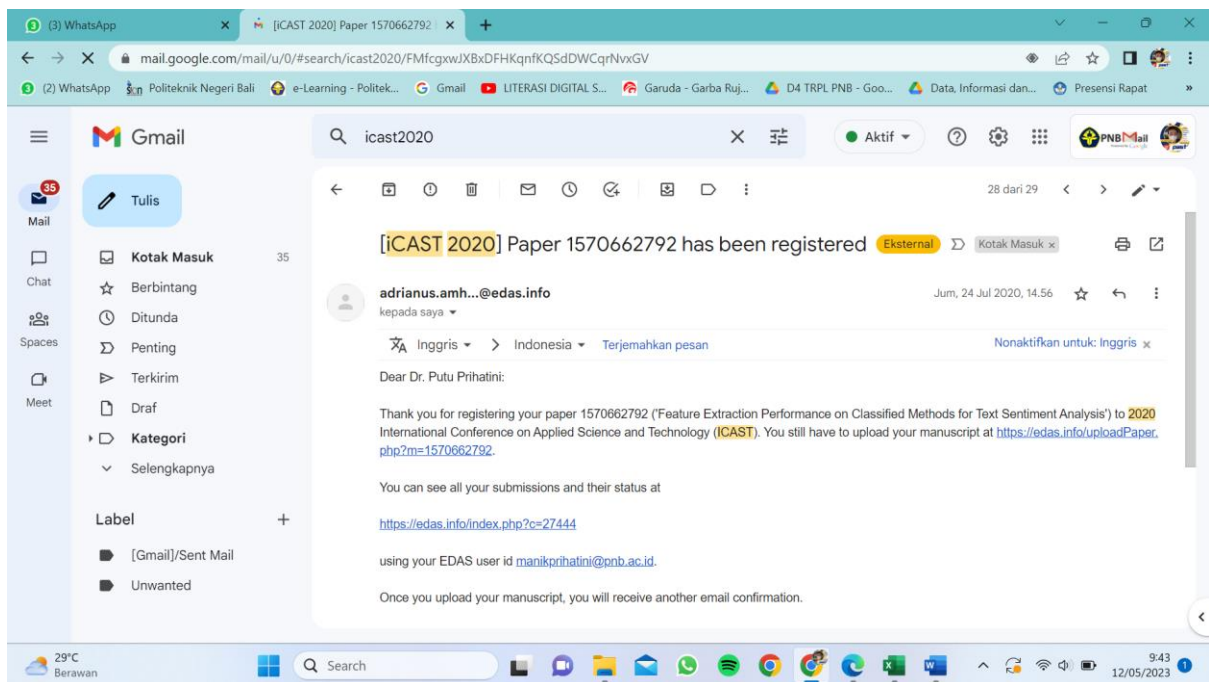 (3) WhatsApp
[iCAST 2020] Paper 1570662792
mail.google.com/mail/u/0/#search/icast2020/FMfcgxwJXBxDFHKqnfKQSdDWCqrNvxGV
(2) WhatsApp Politeknik Negeri Bali e-Learning - Politek... Gmail LITERASI DIGITAL S... Garuda - Garba Ruj... D4 TRPL PNB - Goo... Data, Informasi dan... Presensi Rapat »
Gmail
icast2020
Aktif
PNBMail
35
Mail
Chat
Spaces
Meet
Tulis
Kotak Masuk 35
Berbintang
Ditunda
Penting
Terkirim
Draf
Kategori
Selengkapnya
Label +
[Gmail]/Sent Mail
Unwanted
28 dari 29
[iCAST 2020] Paper 1570662792 has been registered Eksternal Kotak Masuk x
adrianus.amh...@edas.info Jum, 24 Jul 2020, 14.56
kepada saya
Inggris > Indonesia Terjemahkan pesan Nonaktifkan untuk: Inggris x
Dear Dr. Putu Prihatini:
Thank you for registering your paper 1570662792 ('Feature Extraction Performance on Classified Methods for Text Sentiment Analysis') to 2020
International Conference on Applied Science and Technology (ICAST). You still have to upload your manuscript at https://edas.info/uploadPaper.
php?m=1570662792.
You can see all your submissions and their status at
https://edas.info/index.php?c=27444
using your EDAS user id manikprihatini@pnb.ac.id.
Once you upload your manuscript, you will receive another email confirmation.
29°C
Berawan
Search
9:43
12/05/2023
1